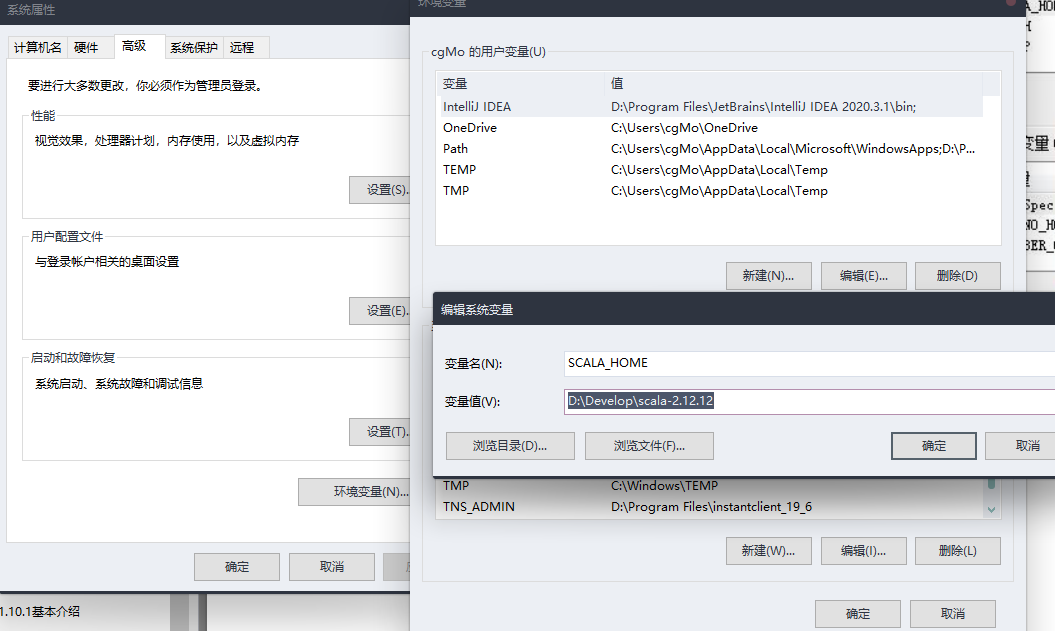 系统属性
计算机名 硬件 高级 系统保护 远程
要进行大多数更改，你必须作为管理员登录。
性能
视觉效果，处理器计划，内存使用，以及虚拟内存
设置(S)...
用户配置文件
与登录帐户相关的桌面设置
设置(E)...
启动和故障恢复
系统启动、系统故障和调试信息
设置(T)...
环境变量(N)...
确定 取消
1.10.1基本介绍
环境变量
cgMo 的用户变量(U)
变量 值
IntelliJ IDEA D:\Program Files\JetBrains\IntelliJ IDEA 2020.3.1\bin;
OneDrive C:\Users\cgMo\OneDrive
Path C:\Users\cgMo\AppData\Local\Microsoft\WindowsApps;D:\P...
TEMP C:\Users\cgMo\AppData\Local\Temp
TMP C:\Users\cgMo\AppData\Local\Temp
新建(N)... 编辑(E)... 删除(D)
编辑系统变量
变量名(N): SCALA_HOME
变量值(V): D:\Develop\scala-2.12.12
浏览目录(D)... 浏览文件(F)... 确定 取消
TMP C:\Windows\TEMP
TNS_ADMIN D:\Program Files\instantclient_19_6
新建(W)... 编辑(I)... 删除(L)
确定 取消